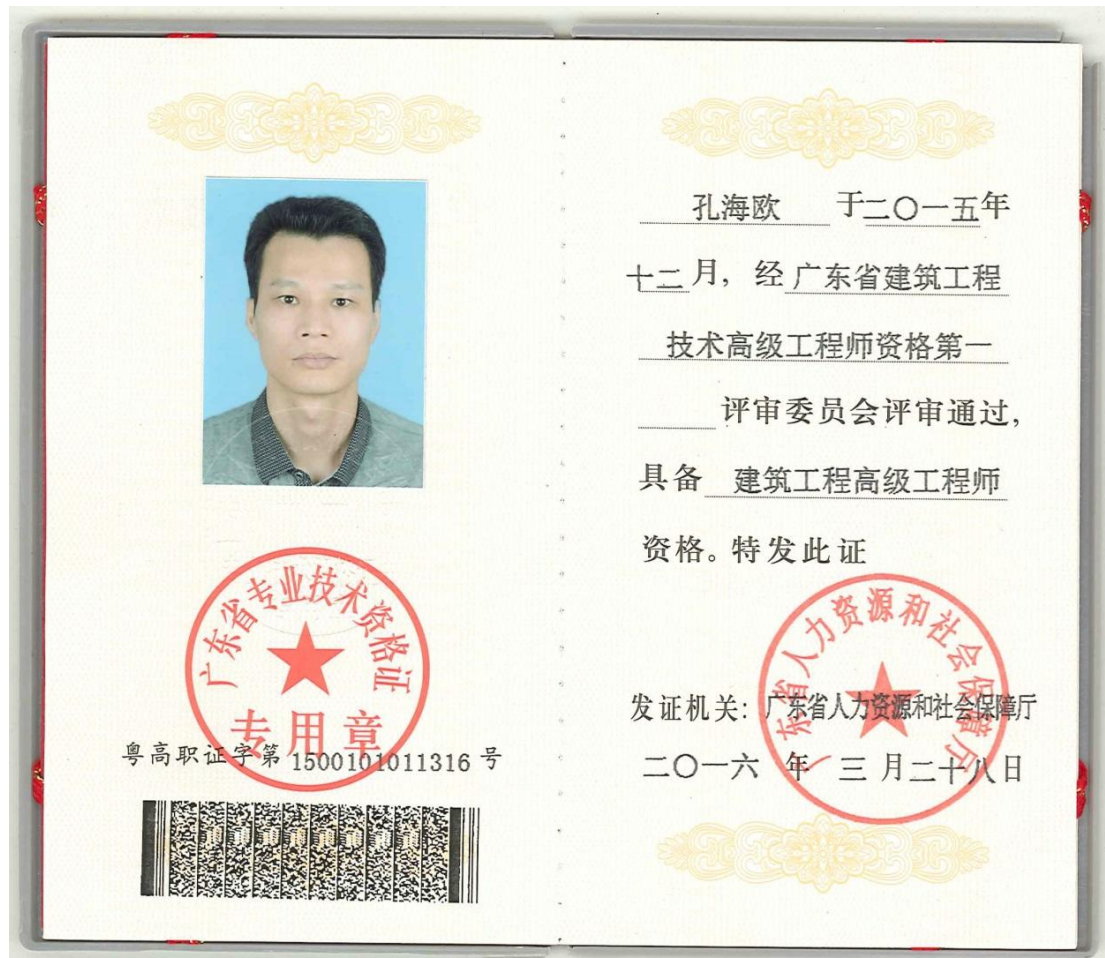 广东省专业技术资格证
专用章
粤高职证字第 1500101011316 号
孔海欧 于二〇一五年
十二月，经广东省建筑工程
技术高级工程师资格第一
评审委员会评审通过，
具备 建筑工程高级工程师
资格。特发此证
广东省人力资源和社会保障厅
发证机关：广东省人力资源和社会保障厅
二〇一六 年 三 月二十八日